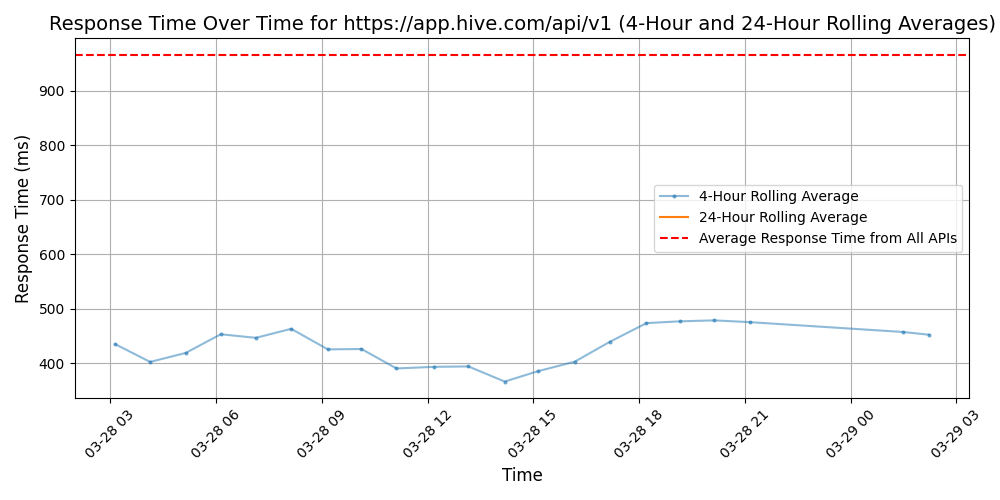 Response Time Over Time for https://app.hive.com/api/v1 (4-Hour and 24-Hour Rolling Averages)
Response Time (ms)
900
800
700
600
500
400
4-Hour Rolling Average
24-Hour Rolling Average
Average Response Time from All APIs
03-28 03
03-28 06
03-28 09
03-28 12
03-28 15
03-28 18
03-28 21
03-29 00
03-29 03
Time